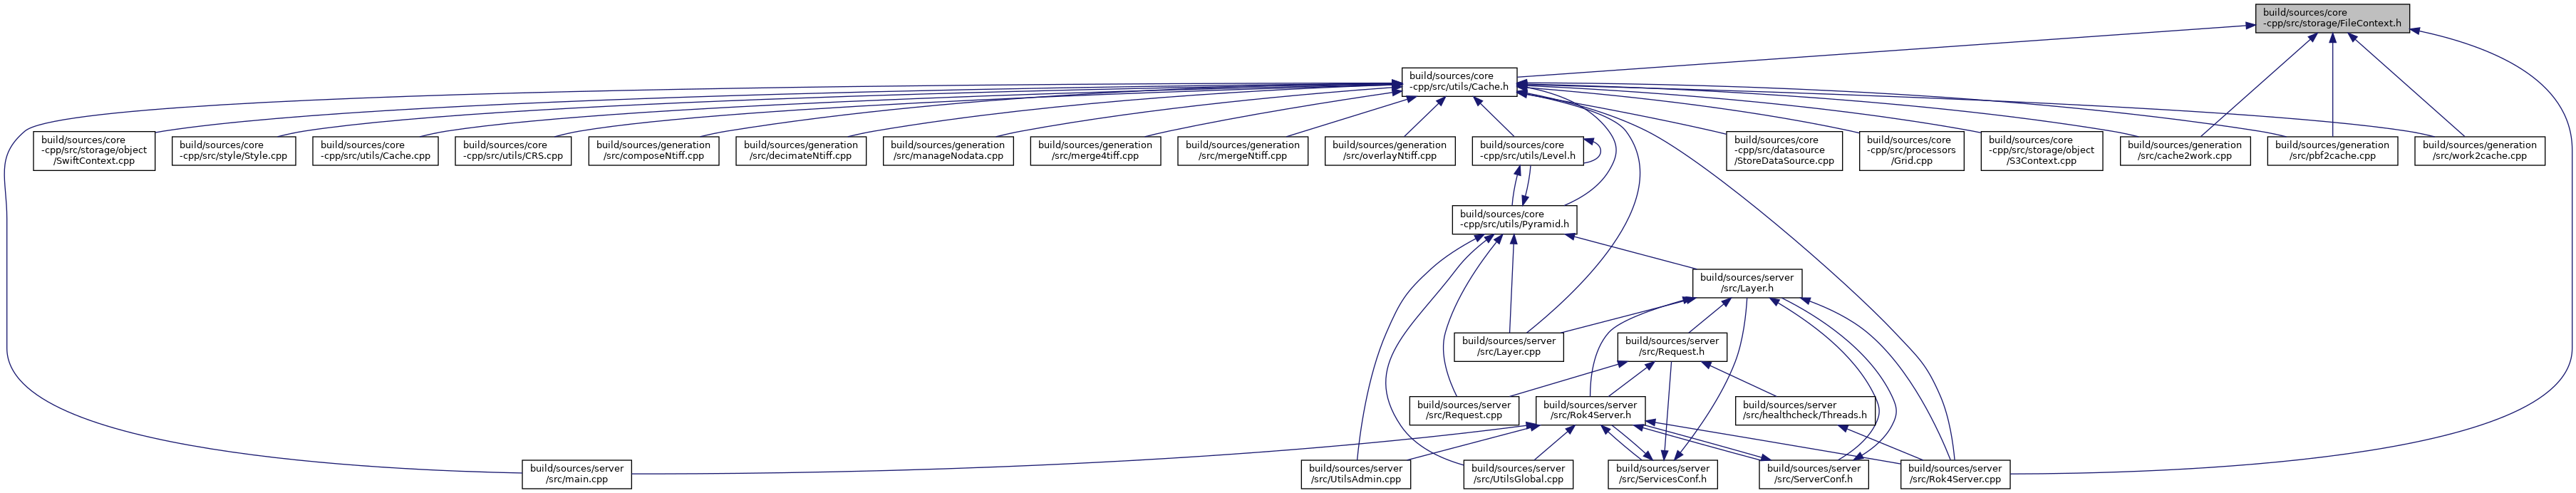 build/sources/core
-cpp/src/storage/FileContext.h
build/sources/core
-cpp/src/utils/Cache.h
build/sources/core
-cpp/src/storage/object
/SwiftContext.cpp
build/sources/core
-cpp/src/style/Style.cpp
build/sources/core
-cpp/src/utils/Cache.cpp
build/sources/core
-cpp/src/utils/CRS.cpp
build/sources/generation
/src/composeNtiff.cpp
build/sources/generation
/src/decimateNtiff.cpp
build/sources/generation
/src/manageNodata.cpp
build/sources/generation
/src/merge4tiff.cpp
build/sources/generation
/src/mergeNtiff.cpp
build/sources/generation
/src/overlayNtiff.cpp
build/sources/core
-cpp/src/utils/Level.h
build/sources/core
-cpp/src/datasource
/StoreDataSource.cpp
build/sources/core
-cpp/src/processors
/Grid.cpp
build/sources/core
-cpp/src/storage/object
/S3Context.cpp
build/sources/generation
/src/cache2work.cpp
build/sources/generation
/src/pbf2cache.cpp
build/sources/generation
/src/work2cache.cpp
build/sources/core
-cpp/src/utils/Pyramid.h
build/sources/server
/src/Layer.h
build/sources/server
/src/Layer.cpp
build/sources/server
/src/Request.h
build/sources/server
/src/Request.cpp
build/sources/server
/src/Rok4Server.h
build/sources/server
/src/healthcheck/Threads.h
build/sources/server
/src/main.cpp
build/sources/server
/src/UtilsAdmin.cpp
build/sources/server
/src/UtilsGlobal.cpp
build/sources/server
/src/ServicesConf.h
build/sources/server
/src/ServerConf.h
build/sources/server
/src/Rok4Server.cpp